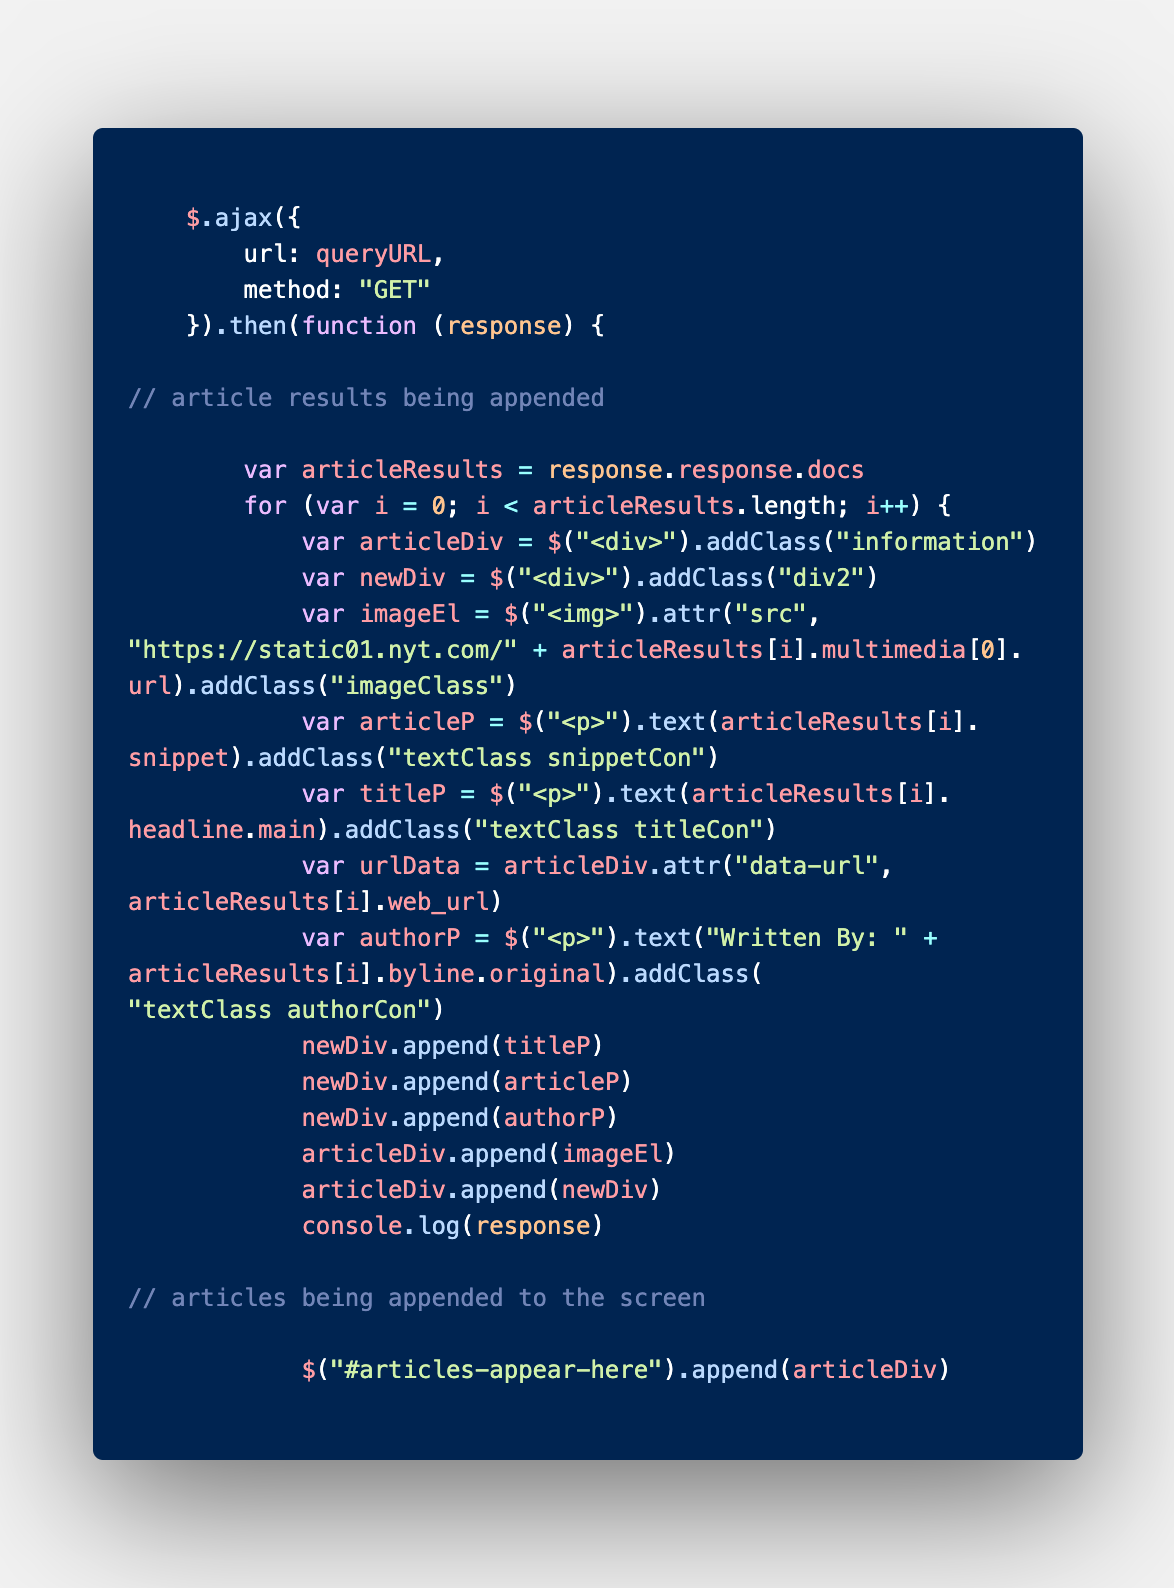 $.ajax({
url: queryURL,
method: "GET"
}).then(function (response) {
// article results being appended
var articleResults = response.response.docs
for (var i = 0; i < articleResults.length; i++) {
var articleDiv = $("<div>").addClass("information")
var newDiv = $("<div>").addClass("div2")
var imageEl = $("<img>").attr("src",
"https://static01.nyt.com/" + articleResults[i].multimedia[0].
url).addClass("imageClass")
var articleP = $("<p>").text(articleResults[i].
snippet).addClass("textClass snippetCon")
var titleP = $("<p>").text(articleResults[i].
headline.main).addClass("textClass titleCon")
var urlData = articleDiv.attr("data-url",
articleResults[i].web_url)
var authorP = $("<p>").text("Written By: " +
articleResults[i].byline.original).addClass(
"textClass authorCon")
newDiv.append(titleP)
newDiv.append(articleP)
newDiv.append(authorP)
articleDiv.append(imageEl)
articleDiv.append(newDiv)
console.log(response)
// articles being appended to the screen
$("#articles-appear-here").append(articleDiv)